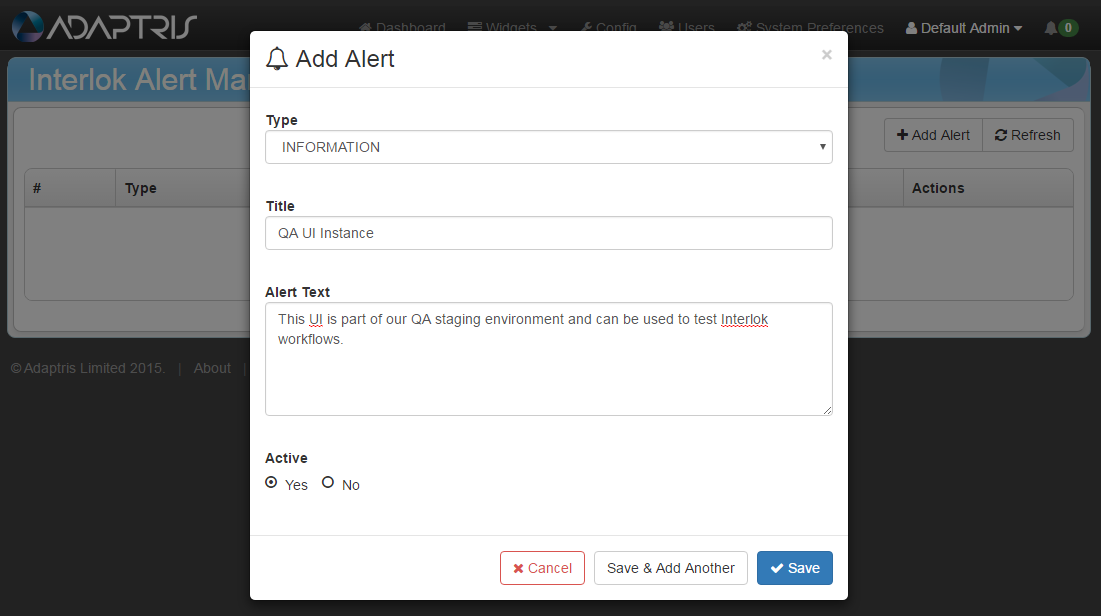 ADAPTRIS Dashboard Widgets Config Users System Preferences Default Admin 0
Add Alert ×
Interlok Alert Ma
Type
INFORMATION
+ Add Alert Refresh
# Type Actions
Title
QA UI Instance
Alert Text
This UI is part of our QA staging environment and can be used to test Interlok
workflows.
© Adaptris Limited 2015. | About |
Active
Yes No
Cancel Save & Add Another Save